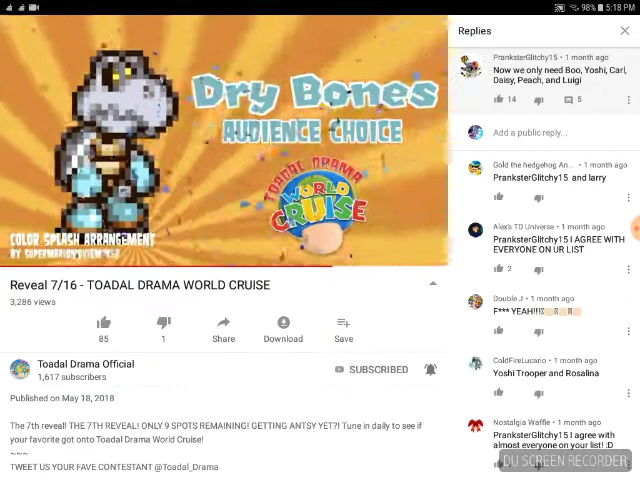 98% 5:18 PM
Dry Bones
AUDIENCE CHOICE
TOADAL DRAMA
WORLD
CRUISE
COLOR SPLASH ARRANGEMENT
Reveal 7/16 - TOADAL DRAMA WORLD CRUISE
3,286 views
85
1
Share
Download
Save
Toadal Drama Official
1,617 subscribers
SUBSCRIBED
Published on May 18, 2018
The 7th reveal! THE 7TH REVEAL! ONLY 9 SPOTS REMAINING! GETTING ANTSY YET?! Tune in daily to see if
your favorite got onto Toadal Drama World Cruise!
~~~
TWEET US YOUR FAVE CONTESTANT @Toadal_Drama
Replies
PranksterGlitchy15 • 1 month ago
Now we only need Boo, Yoshi, Carl,
Daisy, Peach, and Luigi
14
5
Add a public reply...
Gold the hedgehog An... • 1 month ago
PranksterGlitchy15 and larry
Alex's TD Universe • 1 month ago
PranksterGlitchy15 I AGREE WITH
EVERYONE ON UR LIST
2
Double J • 1 month ago
F*** YEAH!!!
ColdFireLucario • 1 month ago
Yoshi Trooper and Rosalina
Nostalgia Waffle • 1 month ago
PranksterGlitchy15 I agree with
almost everyone on your list! :D
DU SCREEN RECORDER